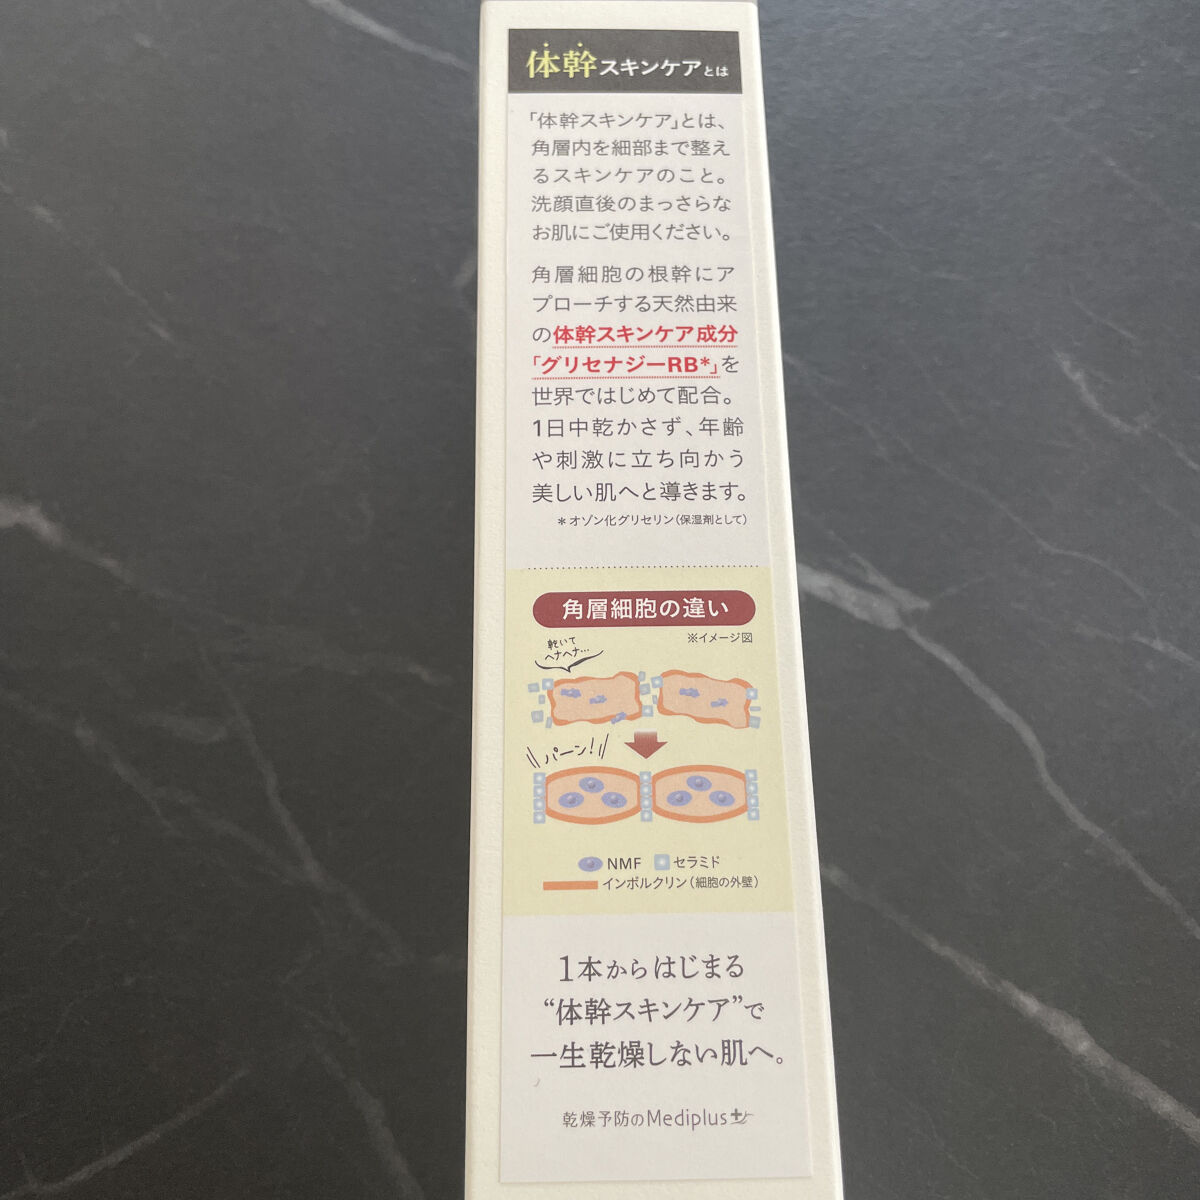 体幹スキンケアとは
「体幹スキンケア」とは、
角層内を細部まで整え
るスキンケアのこと。
洗顔直後のまっさらな
お肌にご使用ください。
角層細胞の根幹にア
プローチする天然由来
の体幹スキンケア成分
「グリセナジーRB*」を
世界ではじめて配合。
1日中乾かさず、年齢
や刺激に立ち向かう
美しい肌へと導きます。
*オゾン化グリセリン(保湿剤として)
角層細胞の違い
※イメージ図
乾いて
ヘナヘナ…
パーン!
NMF セラミド
インボルクリン(細胞の外壁)
1本からはじまる
“体幹スキンケア”で
一生乾燥しない肌へ。
乾燥予防のMediplus